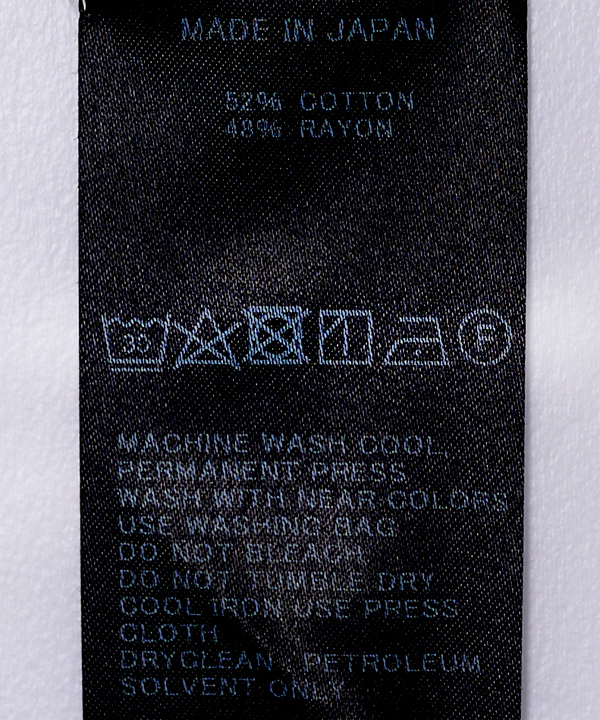 MADE IN JAPAN
52% COTTON
48% RAYON
35 P
MACHINE WASH COOL,
PERMANENT PRESS
WASH WITH NEAR COLORS
USE WASHING BAG
DO NOT BLEACH
DO NOT TUMBLE DRY
COOL IRON USE PRESS
CLOTH
DRYCLEAN , PETROLEUM
SOLVENT ONLY